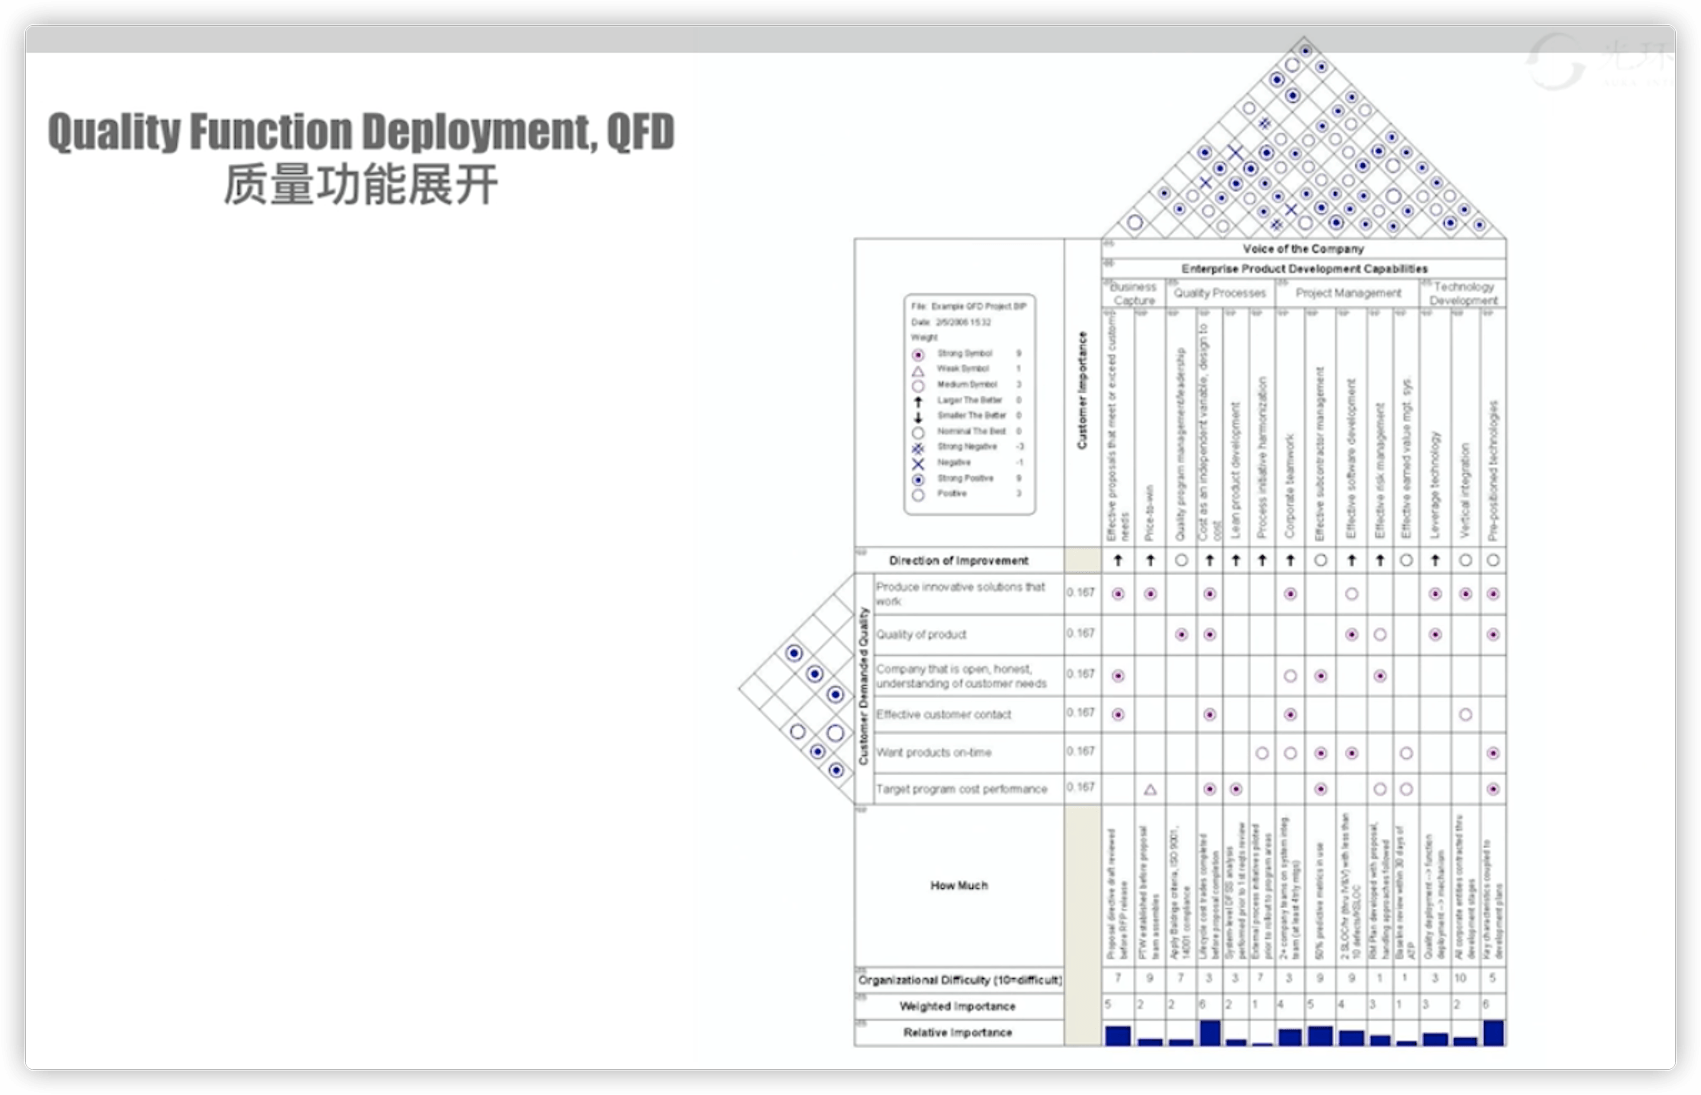 Quality Function Deployment, QFD
质量功能展开
光环
Voice of the Company
Enterprise Product Development Capabilities
Business
Capture
Quality Processes
Project Management
Technology
Development
File: Example QFD Project.BIP
Date: 2/5/2006 15:32
Weight
Strong Symbol 9
Weak Symbol 1
Medium Symbol 3
Larger The Better 0
Smaller The Better 0
Nominal The Best 0
Strong Negative -3
Negative -1
Strong Positive 9
Positive 3
Customer Importance
Effective proposals that meet or exceed custome
needs
Price-to-win
Quality program management/leadership
Cost as an independent variable, design to
cost
Lean product development
Process initiative harmonization
Corporate teamwork
Effective subcontractor management
Effective software development
Effective risk management
Effective earned value mgt. sys.
Leverage technology
Vertical integration
Pre-positioned technologies
Direction of Improvement
Customer Demanded Quality
Produce innovative solutions that
work
0.167
Quality of product
0.167
Company that is open, honest,
understanding of customer needs
0.167
Effective customer contact
0.167
Want products on-time
0.167
Target program cost performance
0.167
How Much
Proposal directive draft reviewed
before RFP release
PTW established before proposal
team assembles
Apply Baldrige criteria, ISO 9001,
14001 compliance
Lifecycle cost trades completed
before proposal completion
System-level DFSS analysis
performed prior to 1st reqts review
External process initiatives piloted
prior to rollout to program areas
2+ company teams on system integ.
team (at least 4trly mtgs)
50% predictive metrics in use
2 SLOC/hr (thru IV&V) with less than
10 defects/KSLOC
RM Plan developed with proposal,
handling approaches followed
Baseline review within 30 days of
ATP
Quality deployment --> function
deployment --> mechanism
All corporate entities contracted thru
development stages
Key characteristics coupled to
development plans
Organizational Difficulty (10=difficult) 7 9 7 3 3 7 3 9 9 1 1 3 10 5
Weighted Importance 5 2 2 6 2 1 4 5 4 3 1 3 2 6
Relative Importance